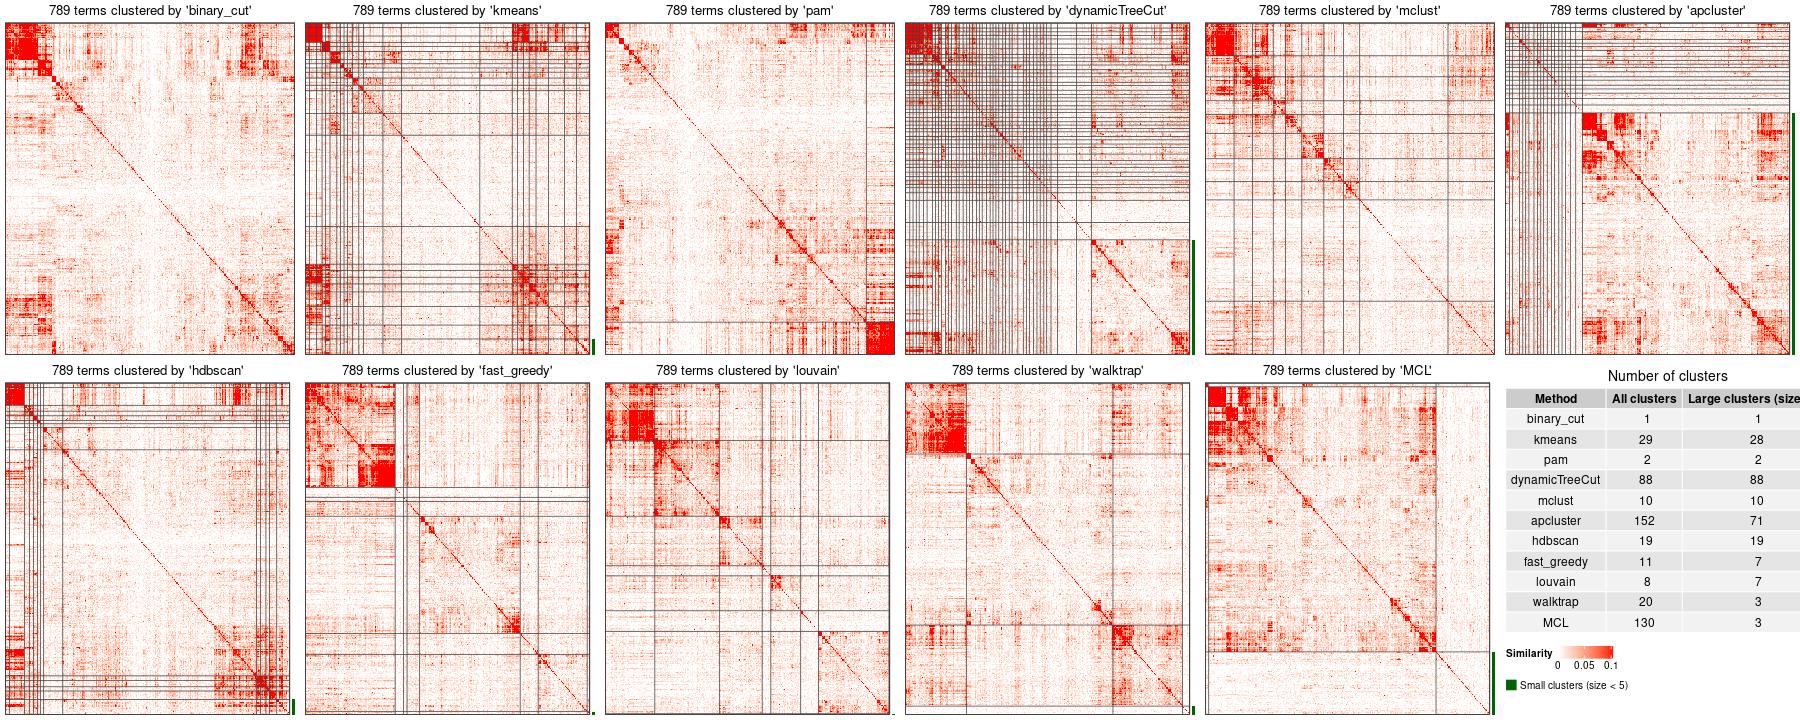 789 terms clustered by 'binary_cut'
789 terms clustered by 'kmeans'
789 terms clustered by 'pam'
789 terms clustered by 'dynamicTreeCut'
789 terms clustered by 'mclust'
789 terms clustered by 'apcluster'
789 terms clustered by 'hdbscan'
789 terms clustered by 'fast_greedy'
789 terms clustered by 'louvain'
789 terms clustered by 'walktrap'
789 terms clustered by 'MCL'
Number of clusters
Method All clusters Large clusters (size
binary_cut 1 1
kmeans 29 28
pam 2 2
dynamicTreeCut 88 88
mclust 10 10
apcluster 152 71
hdbscan 19 19
fast_greedy 11 7
louvain 8 7
walktrap 20 3
MCL 130 3
Similarity
0 0.05 0.1
Small clusters (size < 5)